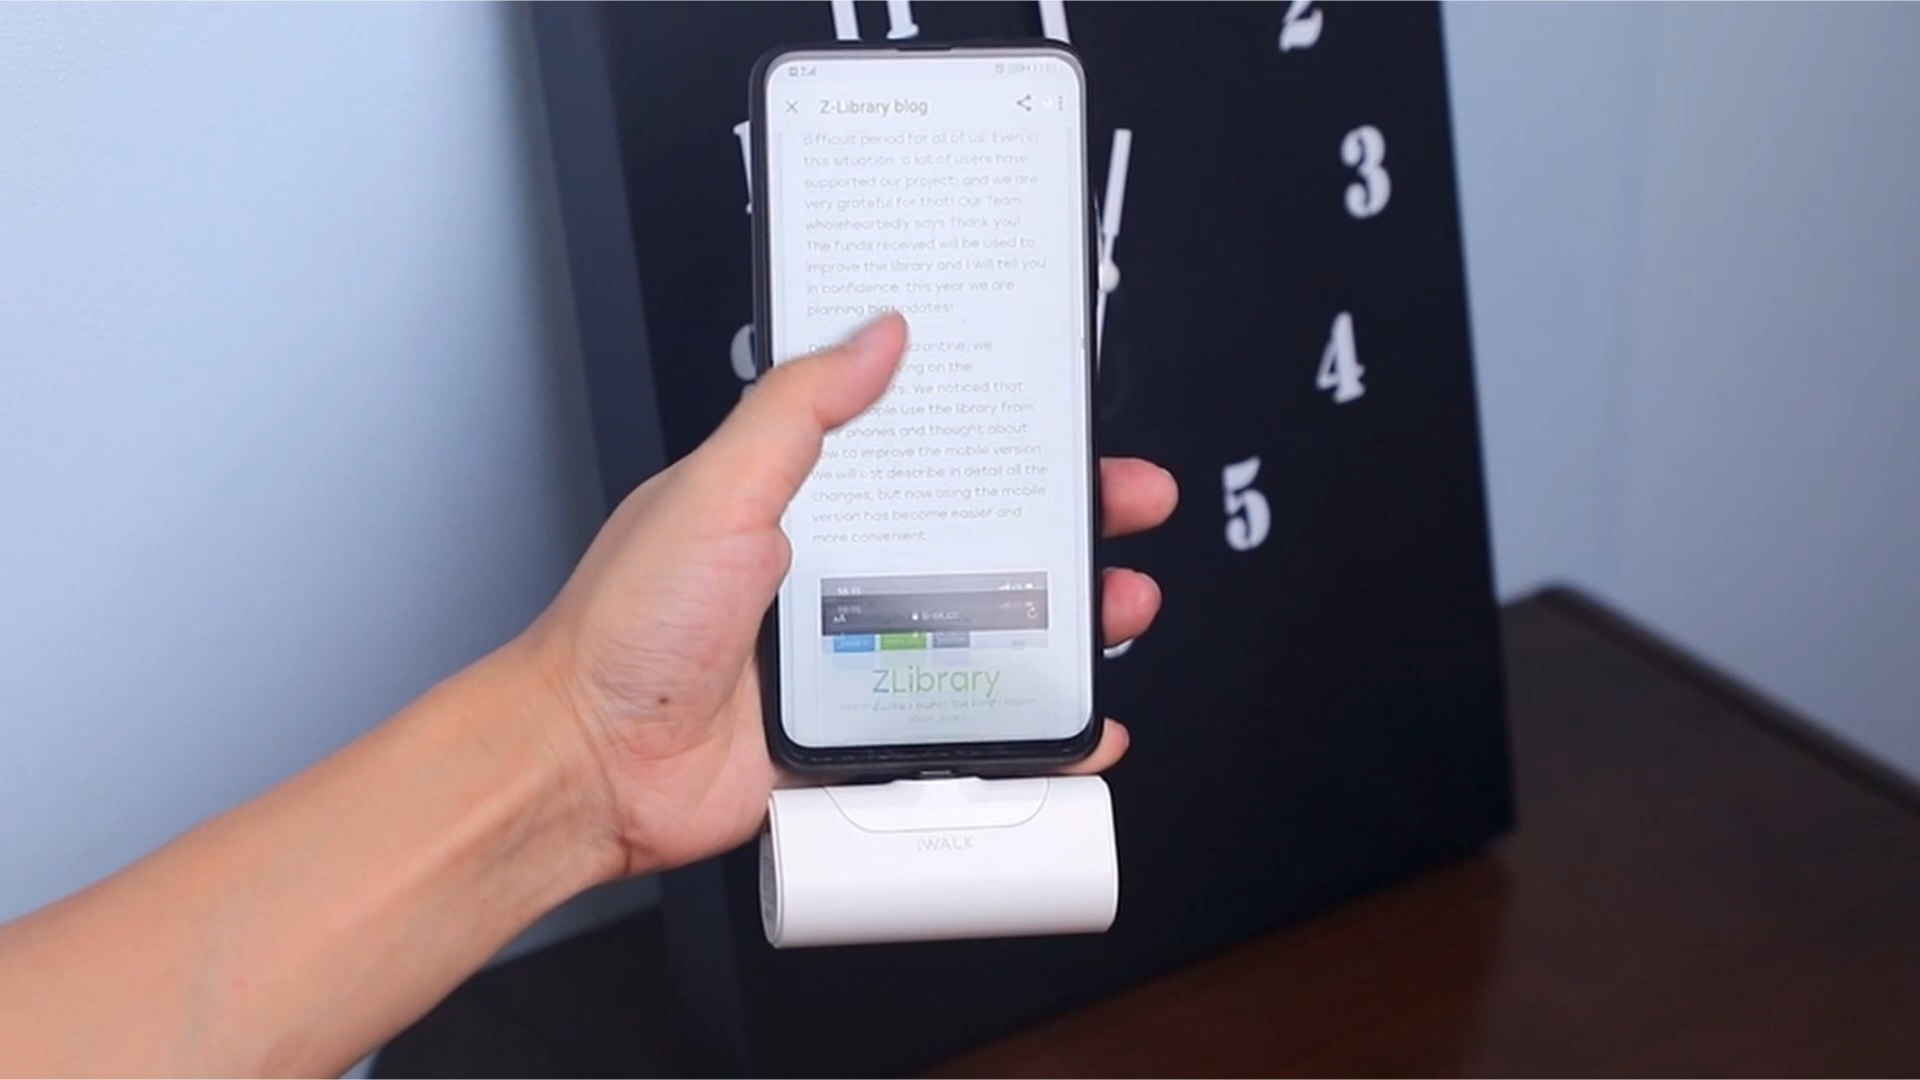 2
3
4
5
Z-Library blog
difficult period for all of us. Even in
this situation, a lot of users have
supported our project, and we are
very grateful for that! Our Team
wholeheartedly says Thank you!
The funds received will be used to
improve the library and I will tell you
in confidence, this year we are
planning big updates!
we
on the
We noticed that
use the library from
phones and thought about
to improve the mobile version.
We will not describe in detail all the
changes, but now using the mobile
version has become easier and
more convenient.
ZLibrary
iWALK